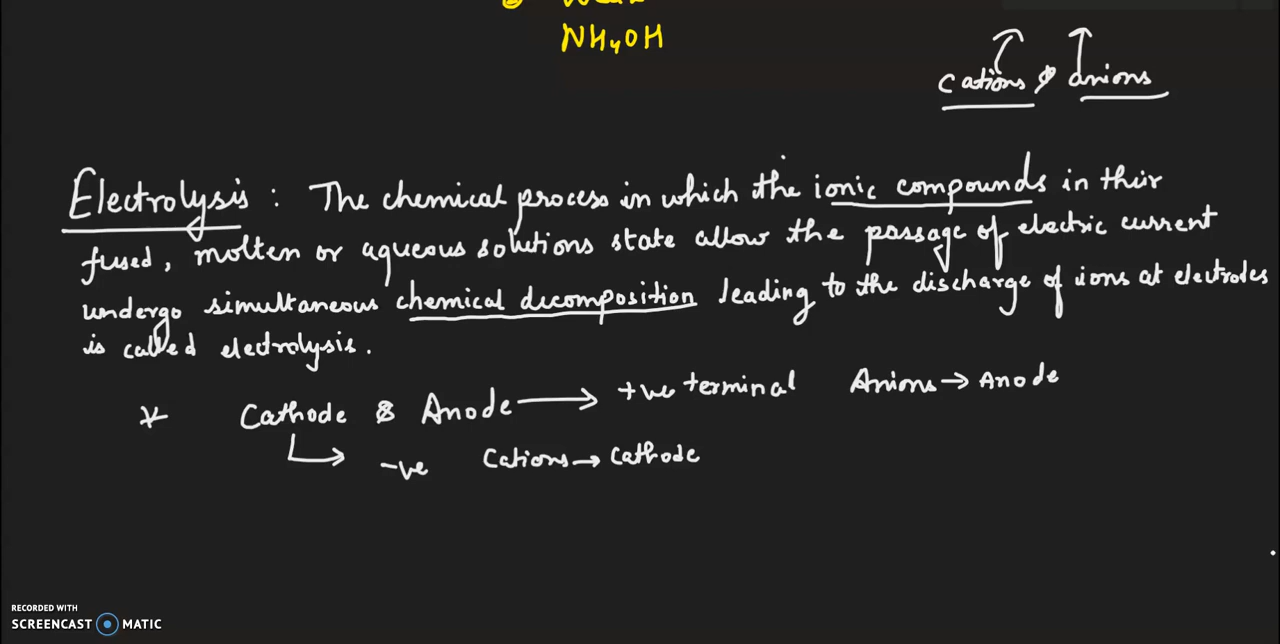 NH4OH
cations & anions
Electrolysis : The chemical process in which the ionic compounds in their
fused, molten or aqueous solutions state allow the passage of electric current
undergo simultaneous chemical decomposition leading to the discharge of ions at electrodes
is called electrolysis.
* Cathode & Anode → +ve terminal Anions → Anode
-ve Cations → Cathode
RECORDED WITH
SCREENCAST MATIC